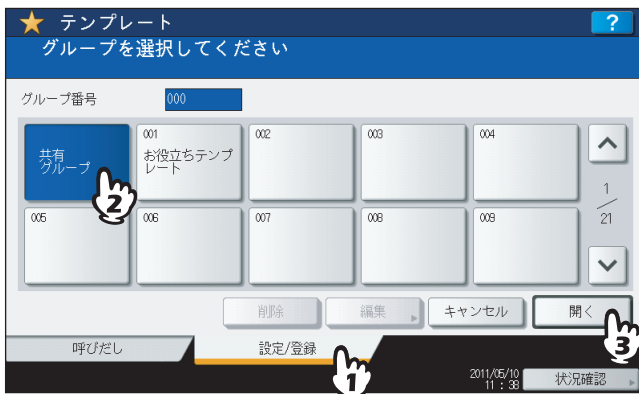 テンプレート
?
グループを選択してください
グループ番号
000
共有
グループ
001
お役立ちテンプ
レート
002
003
004
1
21
2
005
006
007
008
009
削除
編集
キャンセル
開く
3
呼びだし
設定/登録
1
2011/05/10
11 : 38
状況確認